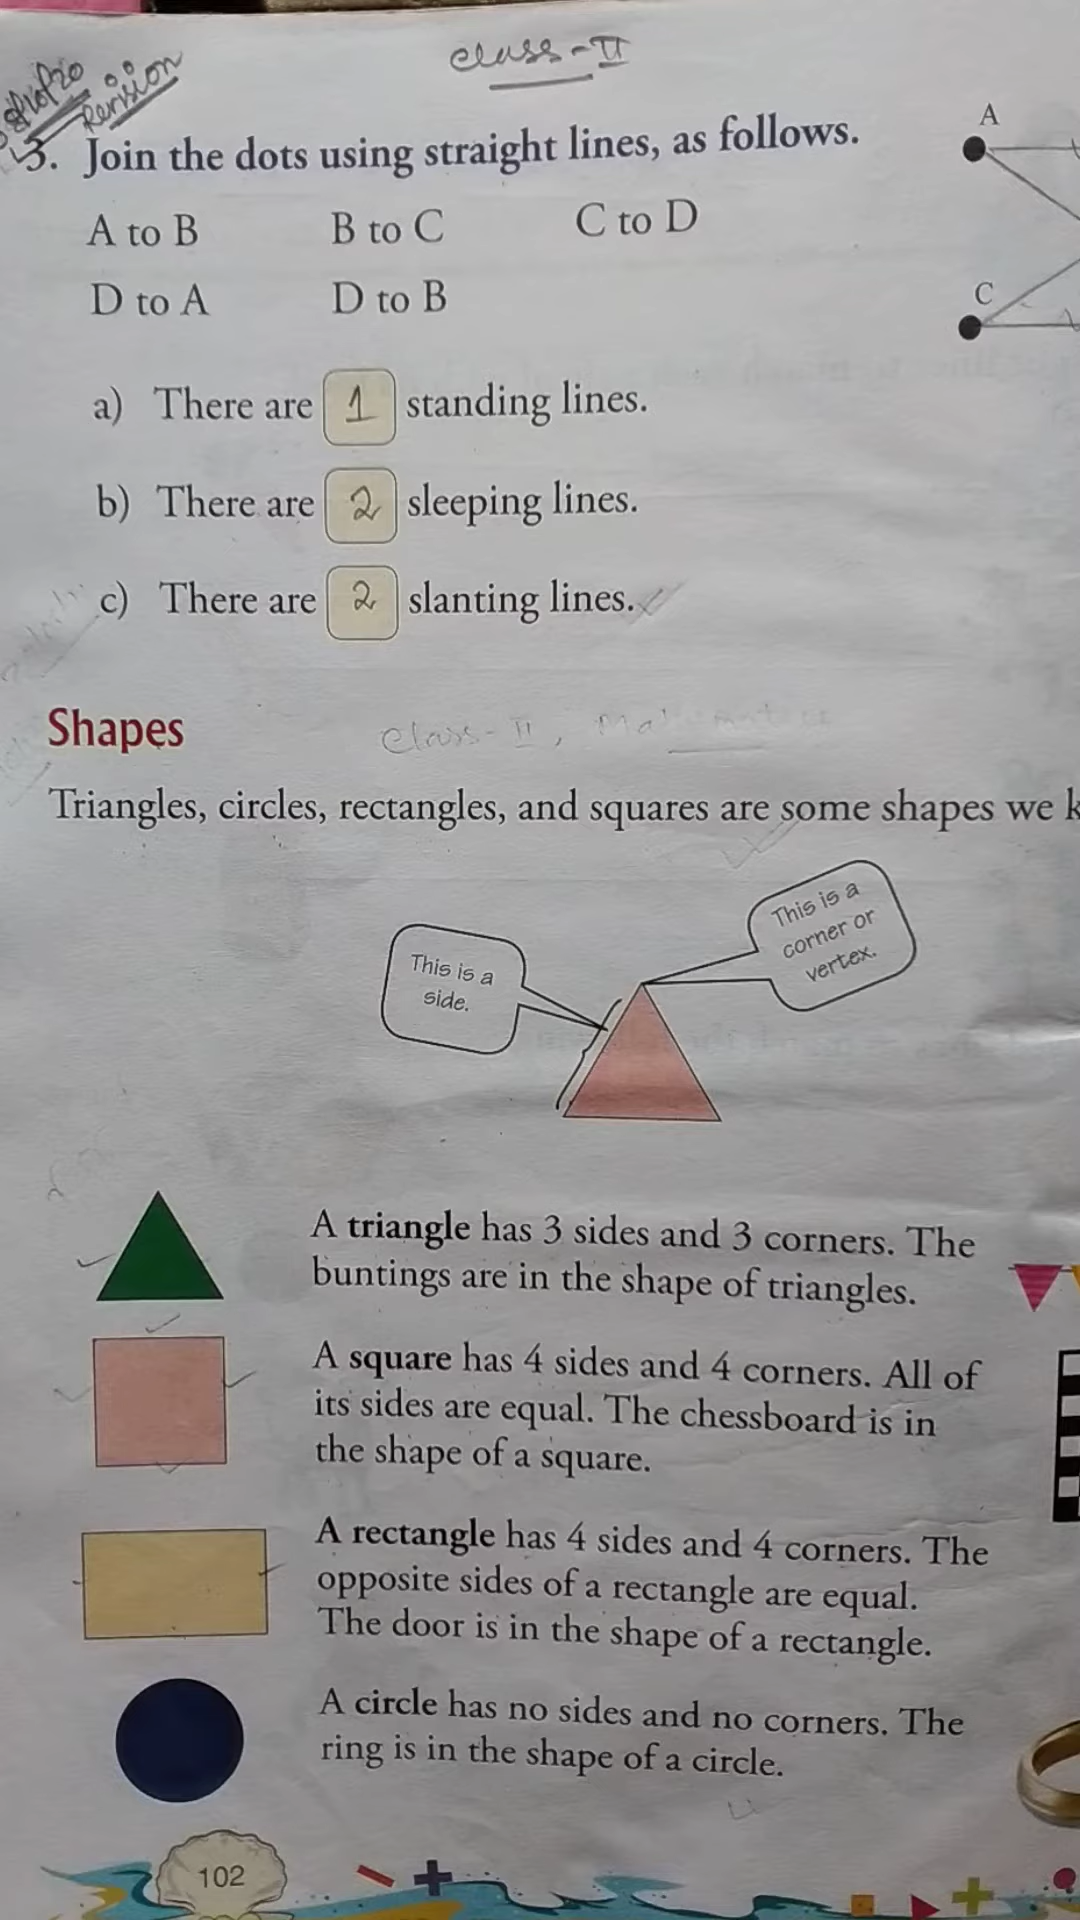 class - II
Revision
3. Join the dots using straight lines, as follows.
A to B B to C C to D
D to A D to B
A
C
a) There are 1 standing lines.
b) There are 2 sleeping lines.
c) There are 2 slanting lines.
Shapes
class - II,
Triangles, circles, rectangles, and squares are some shapes we
This is a
side.
This is a
corner or
vertex.
A triangle has 3 sides and 3 corners. The
buntings are in the shape of triangles.
A square has 4 sides and 4 corners. All of
its sides are equal. The chessboard is in
the shape of a square.
A rectangle has 4 sides and 4 corners. The
opposite sides of a rectangle are equal.
The door is in the shape of a rectangle.
A circle has no sides and no corners. The
ring is in the shape of a circle.
102